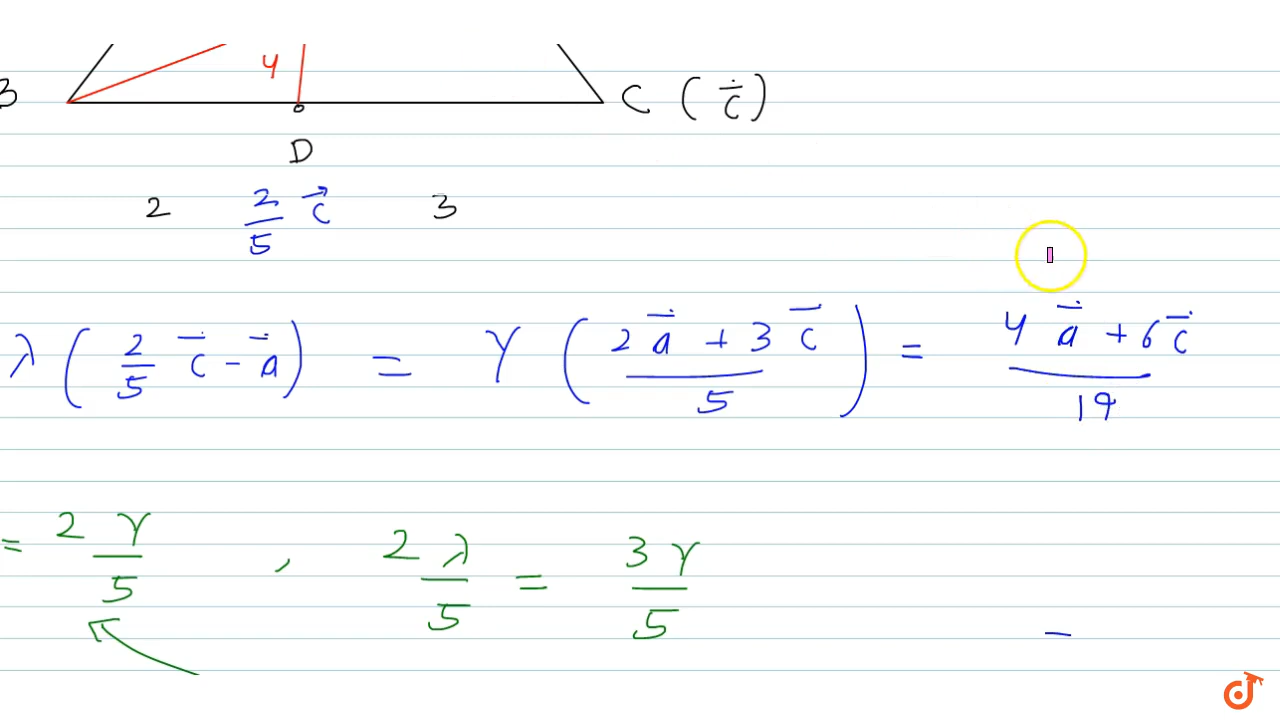 4
B C (c⃗)
D
2 2/5 c⃗ 3
λ (2/5 c⃗ - a⃗) = γ ((2a⃗ + 3c⃗)/5) = (4a⃗ + 6c⃗)/19
= 2γ/5 , 2λ/5 = 3γ/5